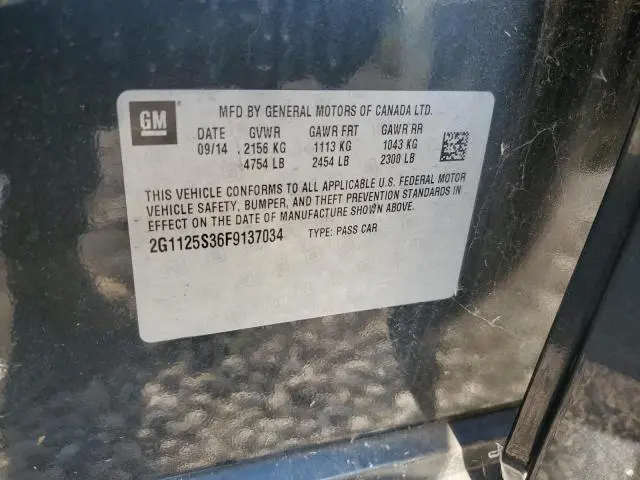 GM
MFD BY GENERAL MOTORS OF CANADA LTD.
DATE GVWR GAWR FRT GAWR RR
09/14 2156 KG 1113 KG 1043 KG
4754 LB 2454 LB 2300 LB
THIS VEHICLE CONFORMS TO ALL APPLICABLE U.S. FEDERAL MOTOR
VEHICLE SAFETY, BUMPER, AND THEFT PREVENTION STANDARDS IN
EFFECT ON THE DATE OF MANUFACTURE SHOWN ABOVE.
2G1125S36F9137034 TYPE: PASS CAR